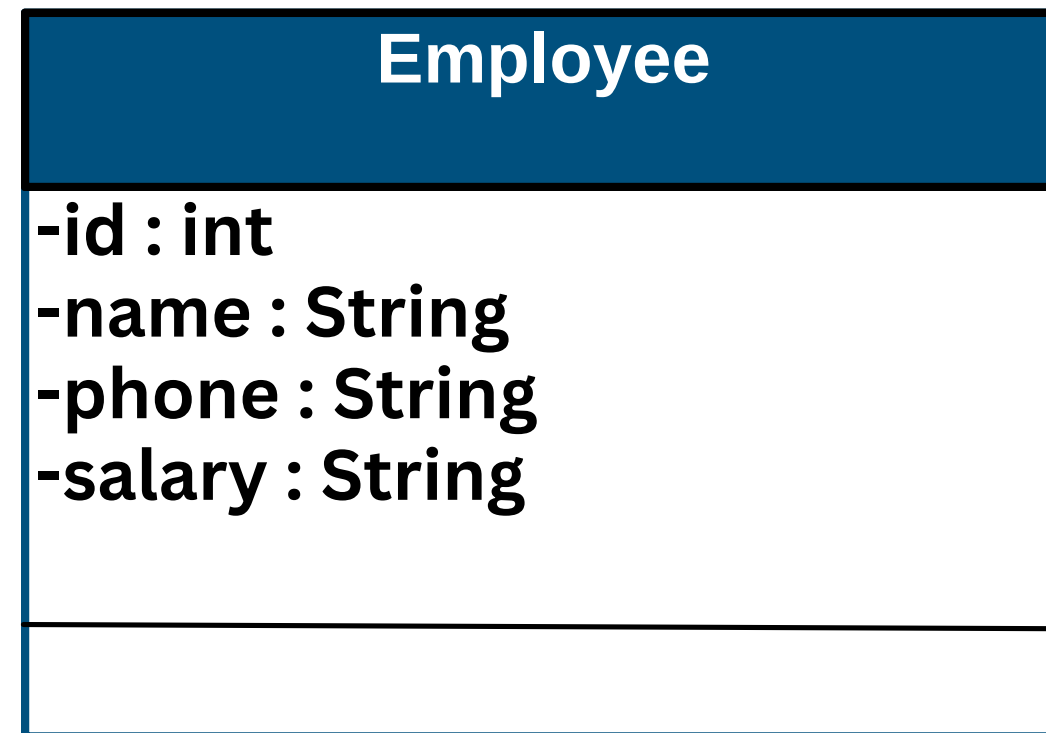 Employee
-id : int
-name : String
-phone : String
-salary : String